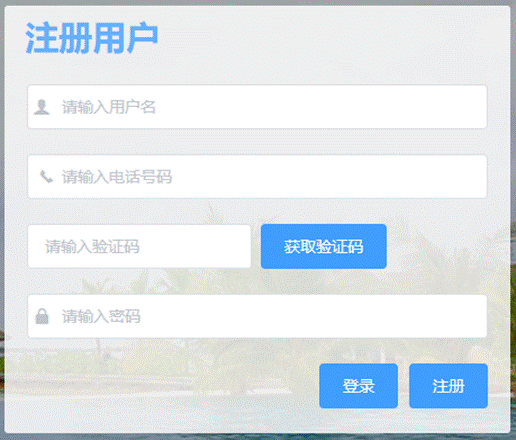 注册用户
请输入用户名
请输入电话号码
请输入验证码 获取验证码
请输入密码
登录 注册